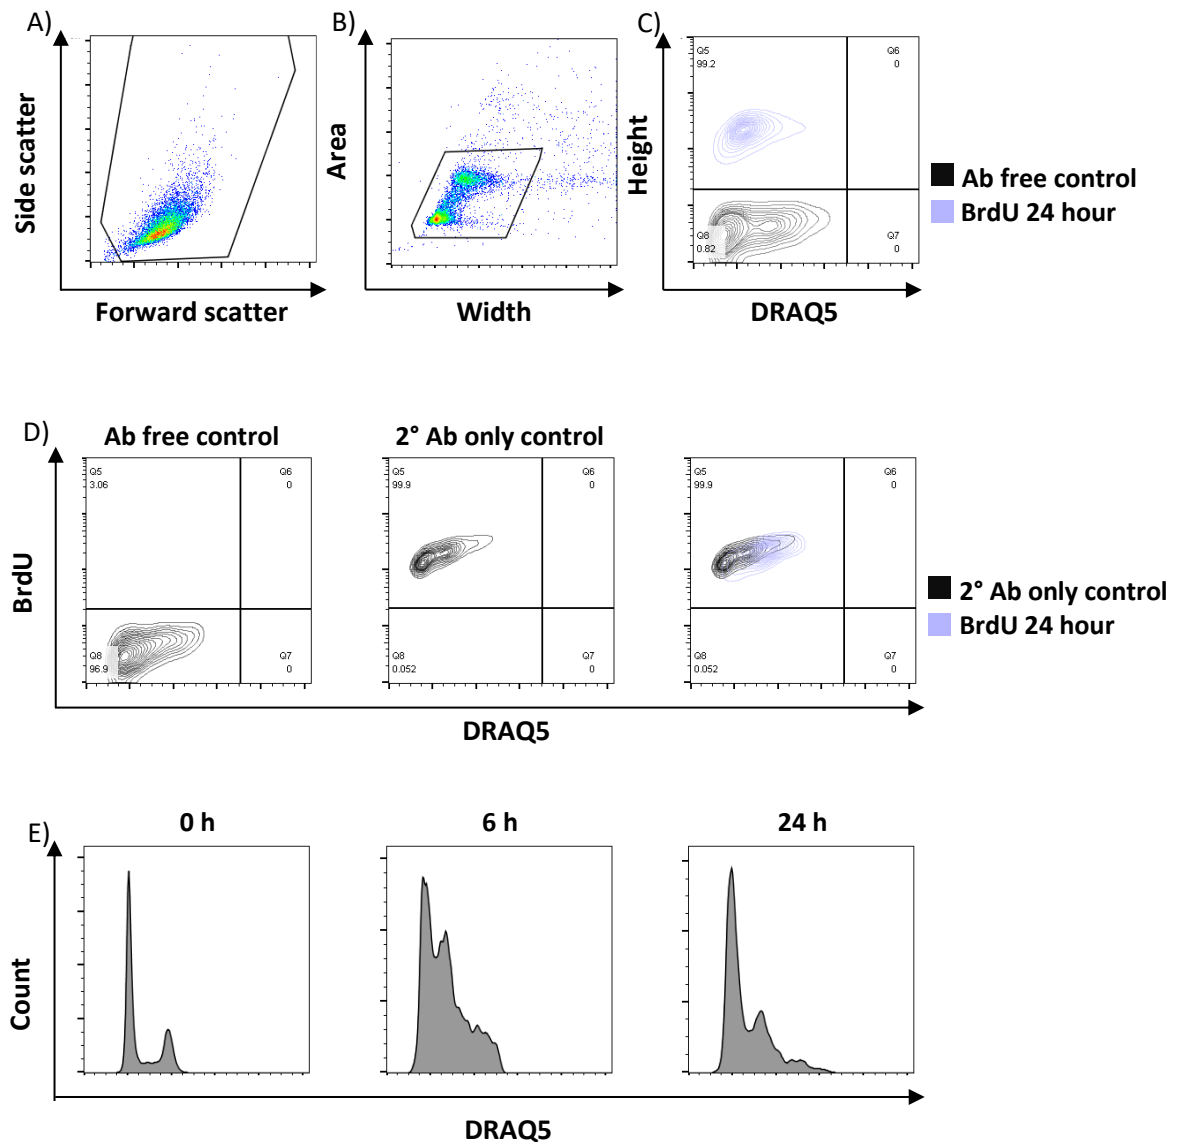 A)
Side scatter
Forward scatter
B)
Area
Width
C)
Height
Q5
99.2
Q6
0
Q8
0.82
Q7
0
DRAQ5
Ab free control
BrdU 24 hour
D)
Ab free control
2° Ab only control
BrdU
Q5
3.06
Q6
0
Q8
96.9
Q7
0
Q5
99.9
Q6
0
Q8
0.052
Q7
0
Q5
99.9
Q6
0
Q8
0.052
Q7
0
DRAQ5
2° Ab only control
BrdU 24 hour
E)
0 h
6 h
24 h
Count
DRAQ5